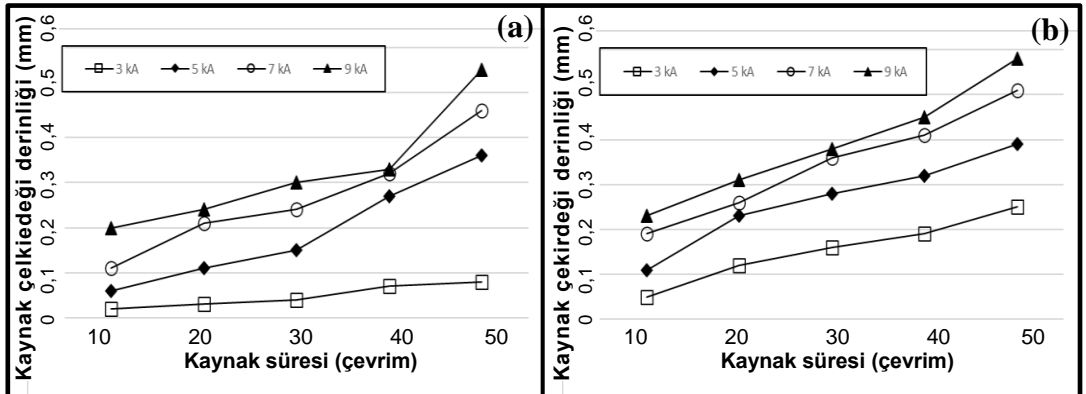 (a)
Kaynak çelkiedeği derinliği (mm)
0,6
0,5
0,4
0,3
0,2
0,1
0
3 kA 5 kA 7 kA 9 kA
10 20 30 40 50
Kaynak süresi (çevrim)
(b)
Kaynak çekirdeği derinliği (mm)
0,6
0,5
0,4
0,3
0,2
0,1
0
3 kA 5 kA 7 kA 9 kA
10 20 30 40 50
Kaynak süresi (çevrim)